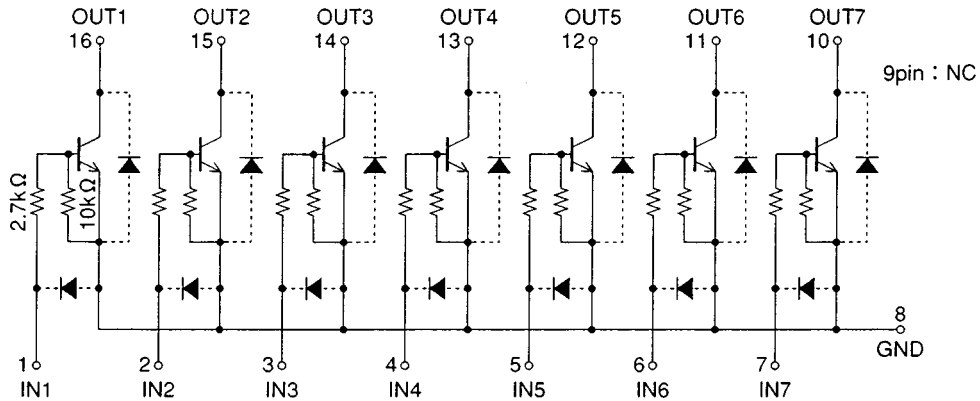 OUT1 OUT2 OUT3 OUT4 OUT5 OUT6 OUT7
16 15 14 13 12 11 10
9pin : NC
2.7kΩ 10kΩ
8
GND
1 2 3 4 5 6 7
IN1 IN2 IN3 IN4 IN5 IN6 IN7